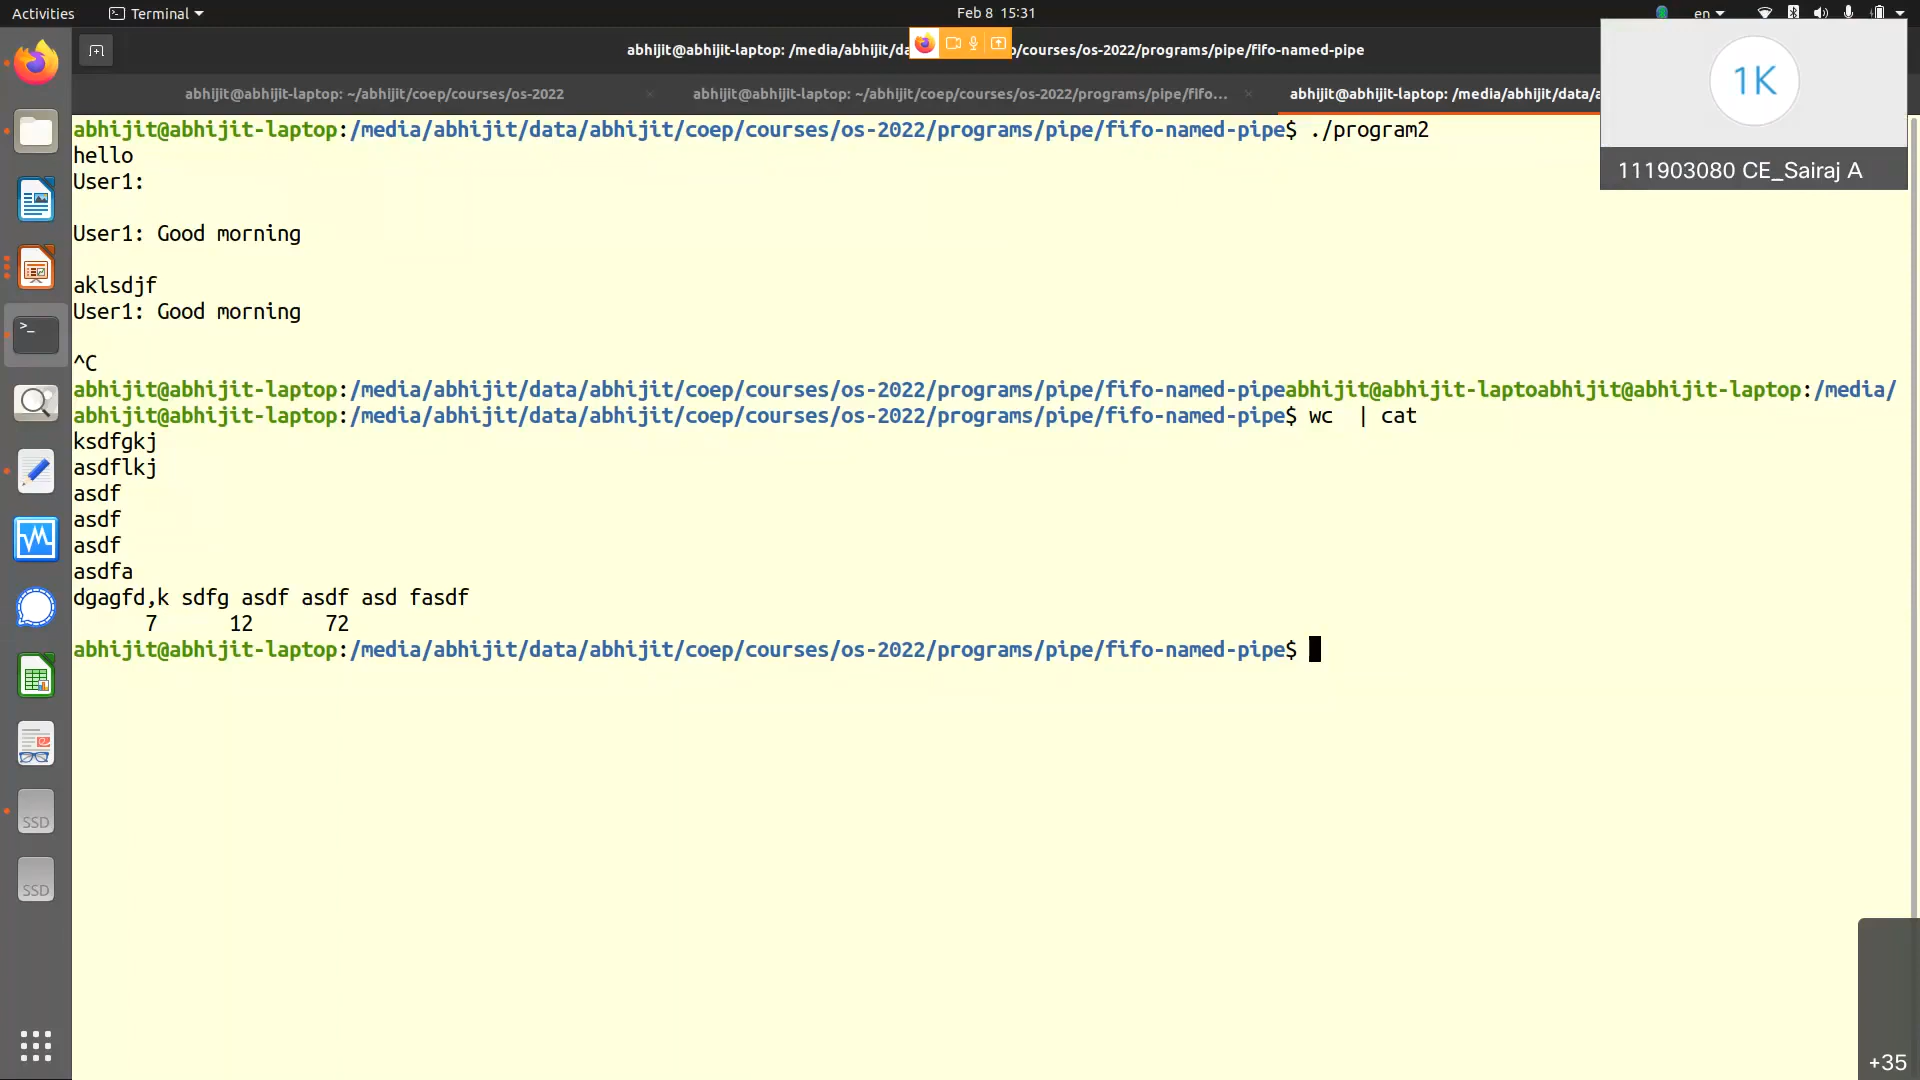 Activities
Terminal
Feb 8 15:31
en
abhijit@abhijit-laptop: /media/abhijit/da
p/courses/os-2022/programs/pipe/fifo-named-pipe
1K
111903080 CE_Sairaj A
abhijit@abhijit-laptop: ~/abhijit/coep/courses/os-2022
abhijit@abhijit-laptop: ~/abhijit/coep/courses/os-2022/programs/pipe/fifo...
abhijit@abhijit-laptop: /media/abhijit/data/a
abhijit@abhijit-laptop:/media/abhijit/data/abhijit/coep/courses/os-2022/programs/pipe/fifo-named-pipe$ ./program2
hello
User1:
User1: Good morning
aklsdjf
User1: Good morning
^C
abhijit@abhijit-laptop:/media/abhijit/data/abhijit/coep/courses/os-2022/programs/pipe/fifo-named-pipeabhijit@abhijit-laptoabhijit@abhijit-laptop:/media/
abhijit@abhijit-laptop:/media/abhijit/data/abhijit/coep/courses/os-2022/programs/pipe/fifo-named-pipe$ wc  | cat
ksdfgkj
asdflkj
asdf
asdf
asdf
asdfa
dgagfd,k sdfg asdf asdf asd fasdf
7 12 72
abhijit@abhijit-laptop:/media/abhijit/data/abhijit/coep/courses/os-2022/programs/pipe/fifo-named-pipe$
SSD
SSD
+35